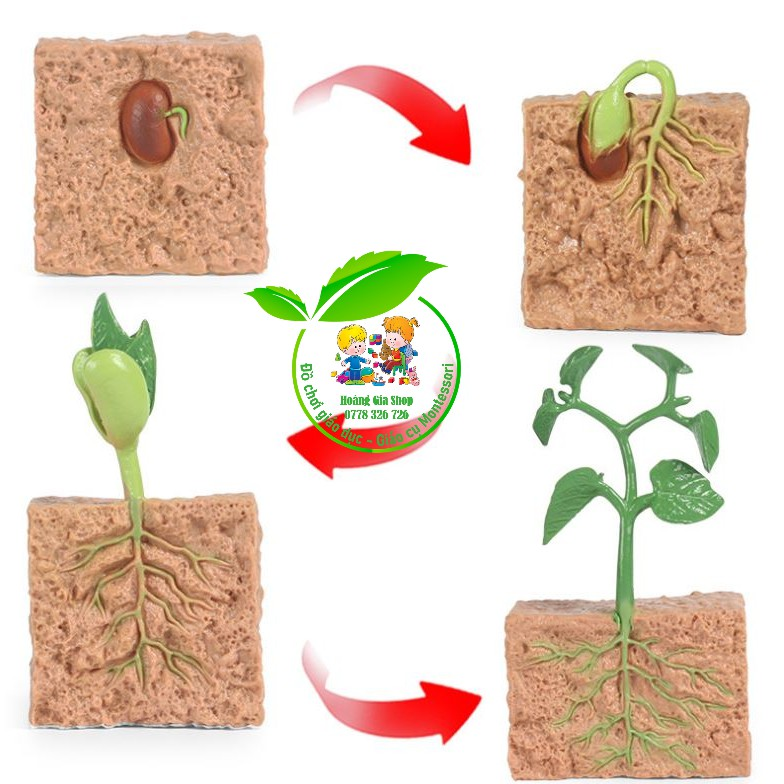 Hoàng Gia Shop
0778 326 726
Đồ chơi giáo dục - Giáo cụ Montessori